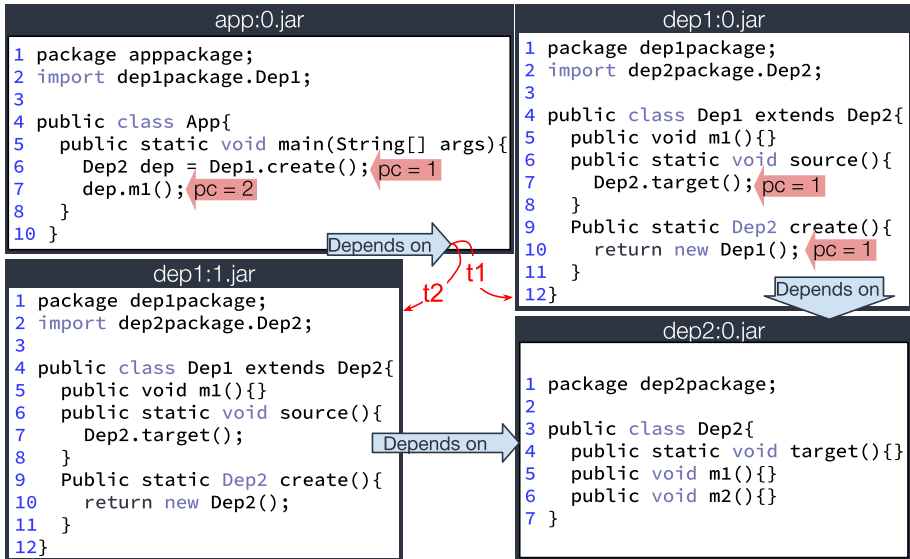 app:0.jar
1 package apppackage;
2 import dep1package.Dep1;
3
4 public class App{
5 public static void main(String[] args){
6 Dep2 dep = Dep1.create(); pc = 1
7 dep.m1(); pc = 2
8 }
10 }
Depends on
t1
t2
dep1:0.jar
1 package dep1package;
2 import dep2package.Dep2;
3
4 public class Dep1 extends Dep2{
5 public void m1(){}
6 public static void source(){
7 Dep2.target(); pc = 1
8 }
9 Public static Dep2 create(){
10 return new Dep1(); pc = 1
11 }
12}
Depends on
dep1:1.jar
1 package dep1package;
2 import dep2package.Dep2;
3
4 public class Dep1 extends Dep2{
5 public void m1(){}
6 public static void source(){
7 Dep2.target();
8 }
9 Public static Dep2 create(){
10 return new Dep2();
11 }
12}
Depends on
dep2:0.jar
1 package dep2package;
2
3 public class Dep2{
4 public static void target(){}
5 public void m1(){}
6 public void m2(){}
7 }